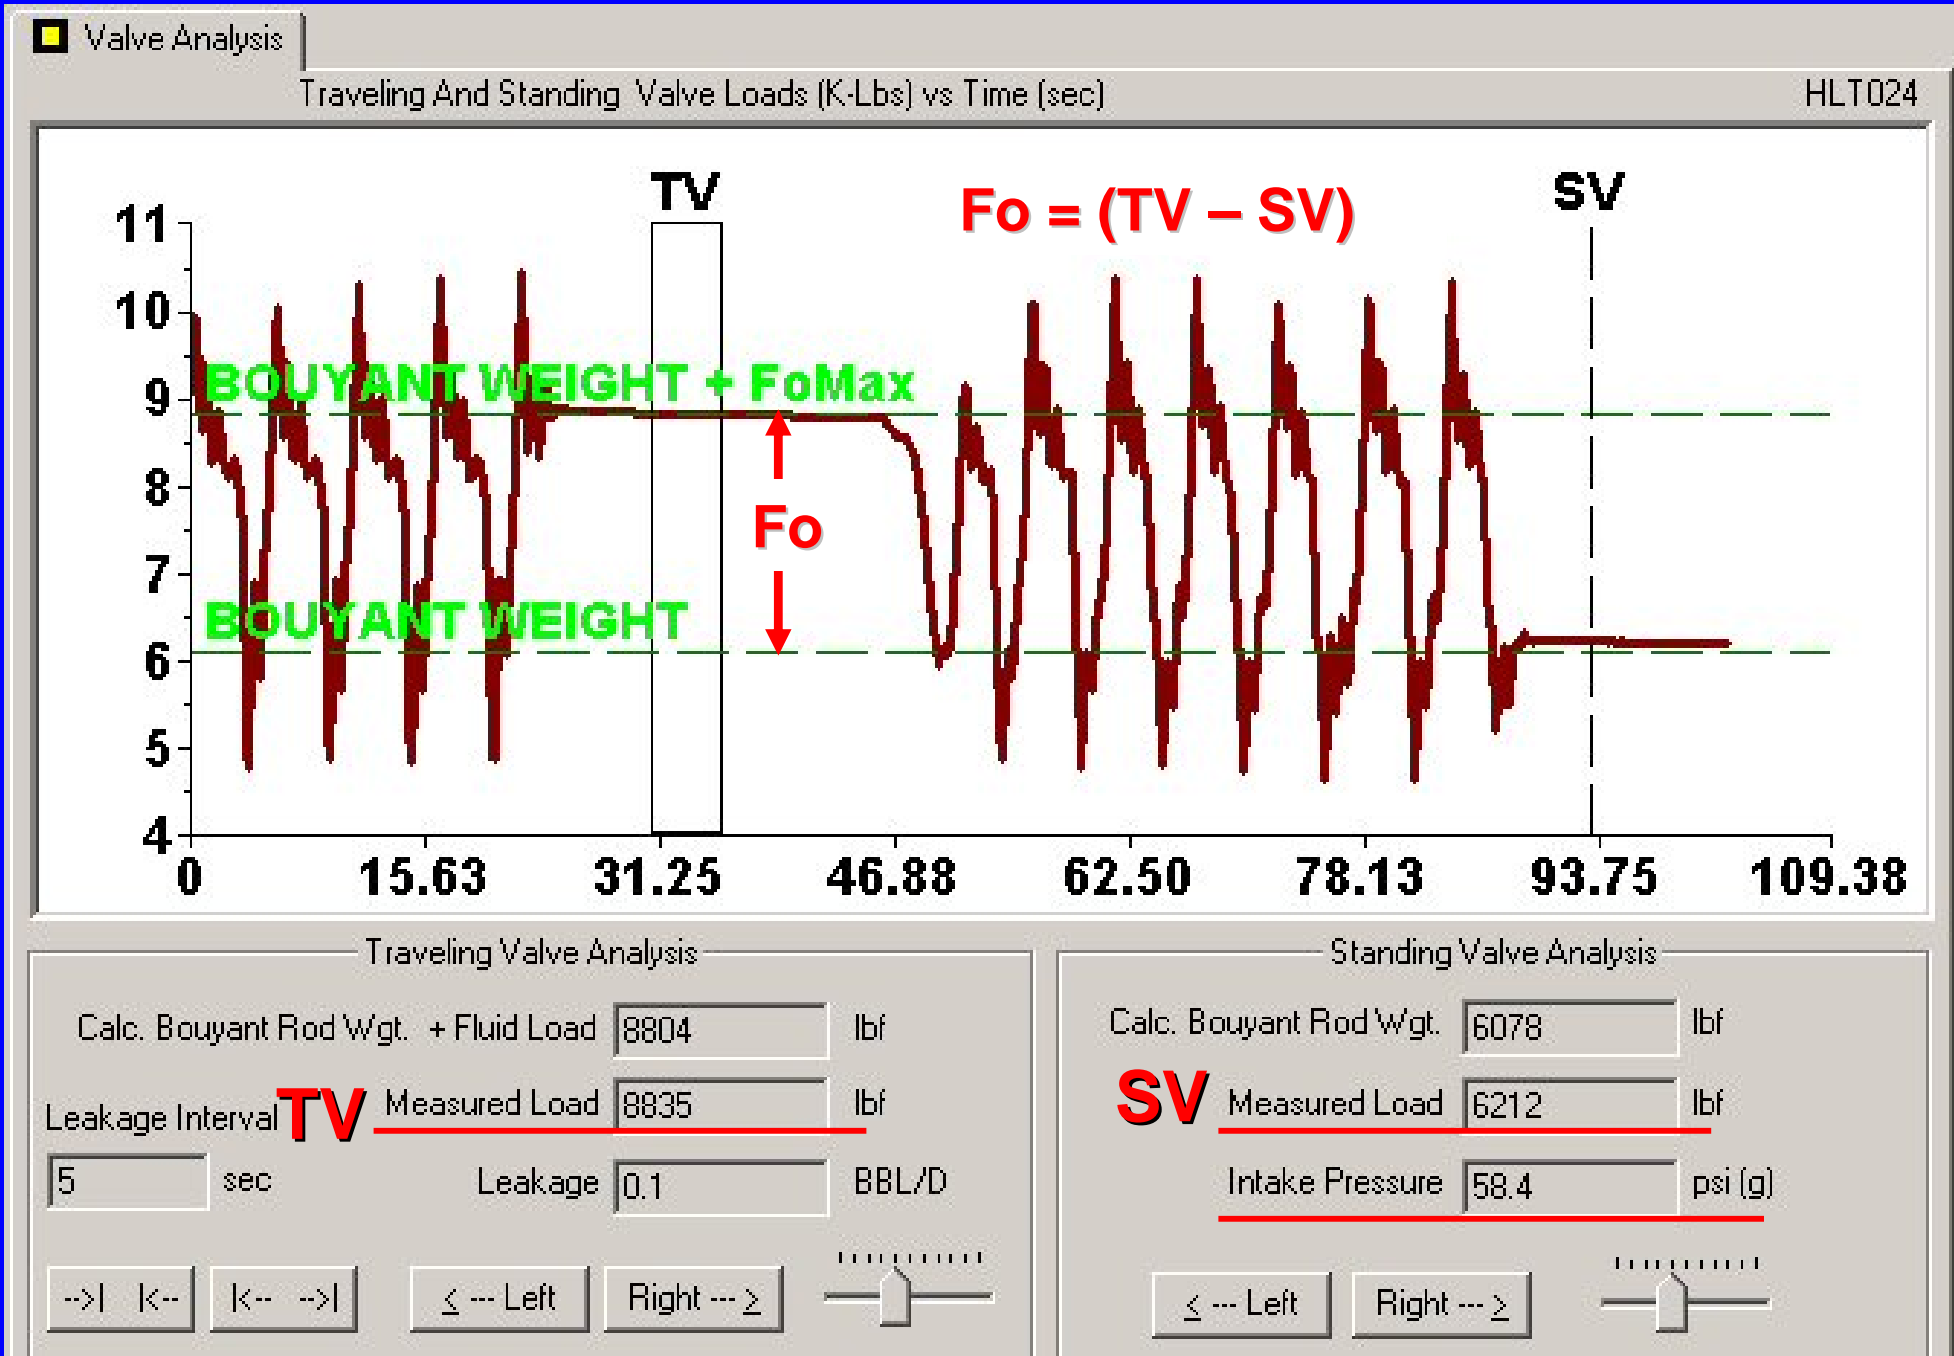 Valve Analysis
Traveling And Standing Valve Loads (K-Lbs) vs Time (sec)
HLT024
TV
Fo = (TV – SV)
SV
11
10
9
8
7
6
5
4
BOUYANT WEIGHT + FoMax
Fo
BOUYANT WEIGHT
0 15.63 31.25 46.88 62.50 78.13 93.75 109.38
Traveling Valve Analysis
Calc. Bouyant Rod Wgt. + Fluid Load 8804 lbf
TV Measured Load 8835 lbf
Leakage Interval
5 sec
Leakage 0.1 BBL/D
-->| |<--
|<-- -->|
< --- Left
Right --- >
Standing Valve Analysis
Calc. Bouyant Rod Wgt. 6078 lbf
SV Measured Load 6212 lbf
Intake Pressure 58.4 psi (g)
< --- Left
Right --- >